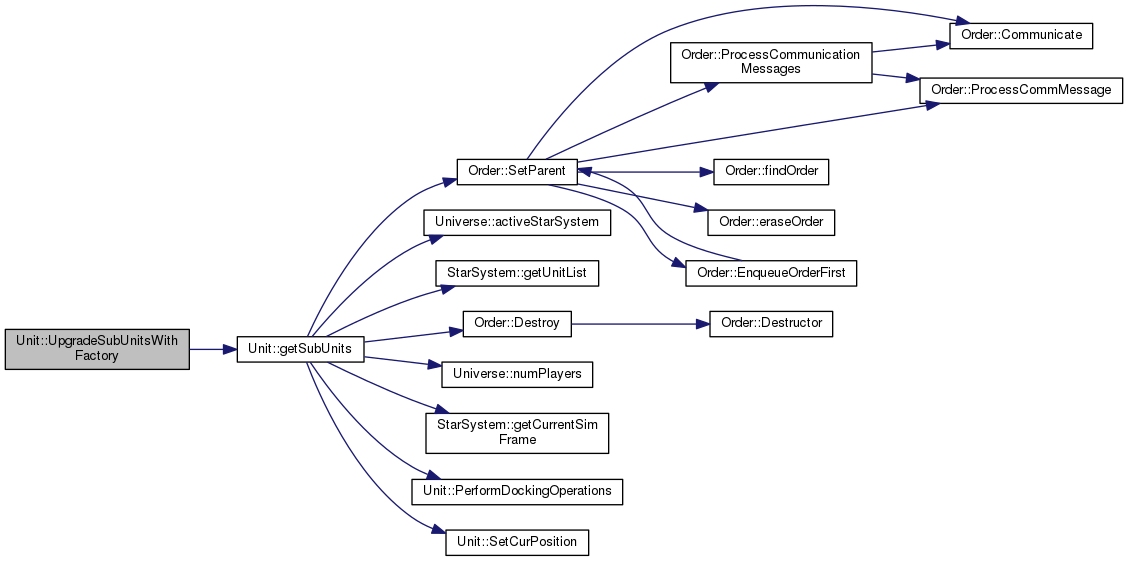 Order::Communicate
Order::ProcessCommunication
Messages
Order::ProcessCommMessage
Order::SetParent
Order::findOrder
Universe::activeStarSystem
Order::eraseOrder
StarSystem::getUnitList
Order::EnqueueOrderFirst
Order::Destroy
Order::Destructor
Unit::UpgradeSubUnitsWith
Factory
Unit::getSubUnits
Universe::numPlayers
StarSystem::getCurrentSim
Frame
Unit::PerformDockingOperations
Unit::SetCurPosition